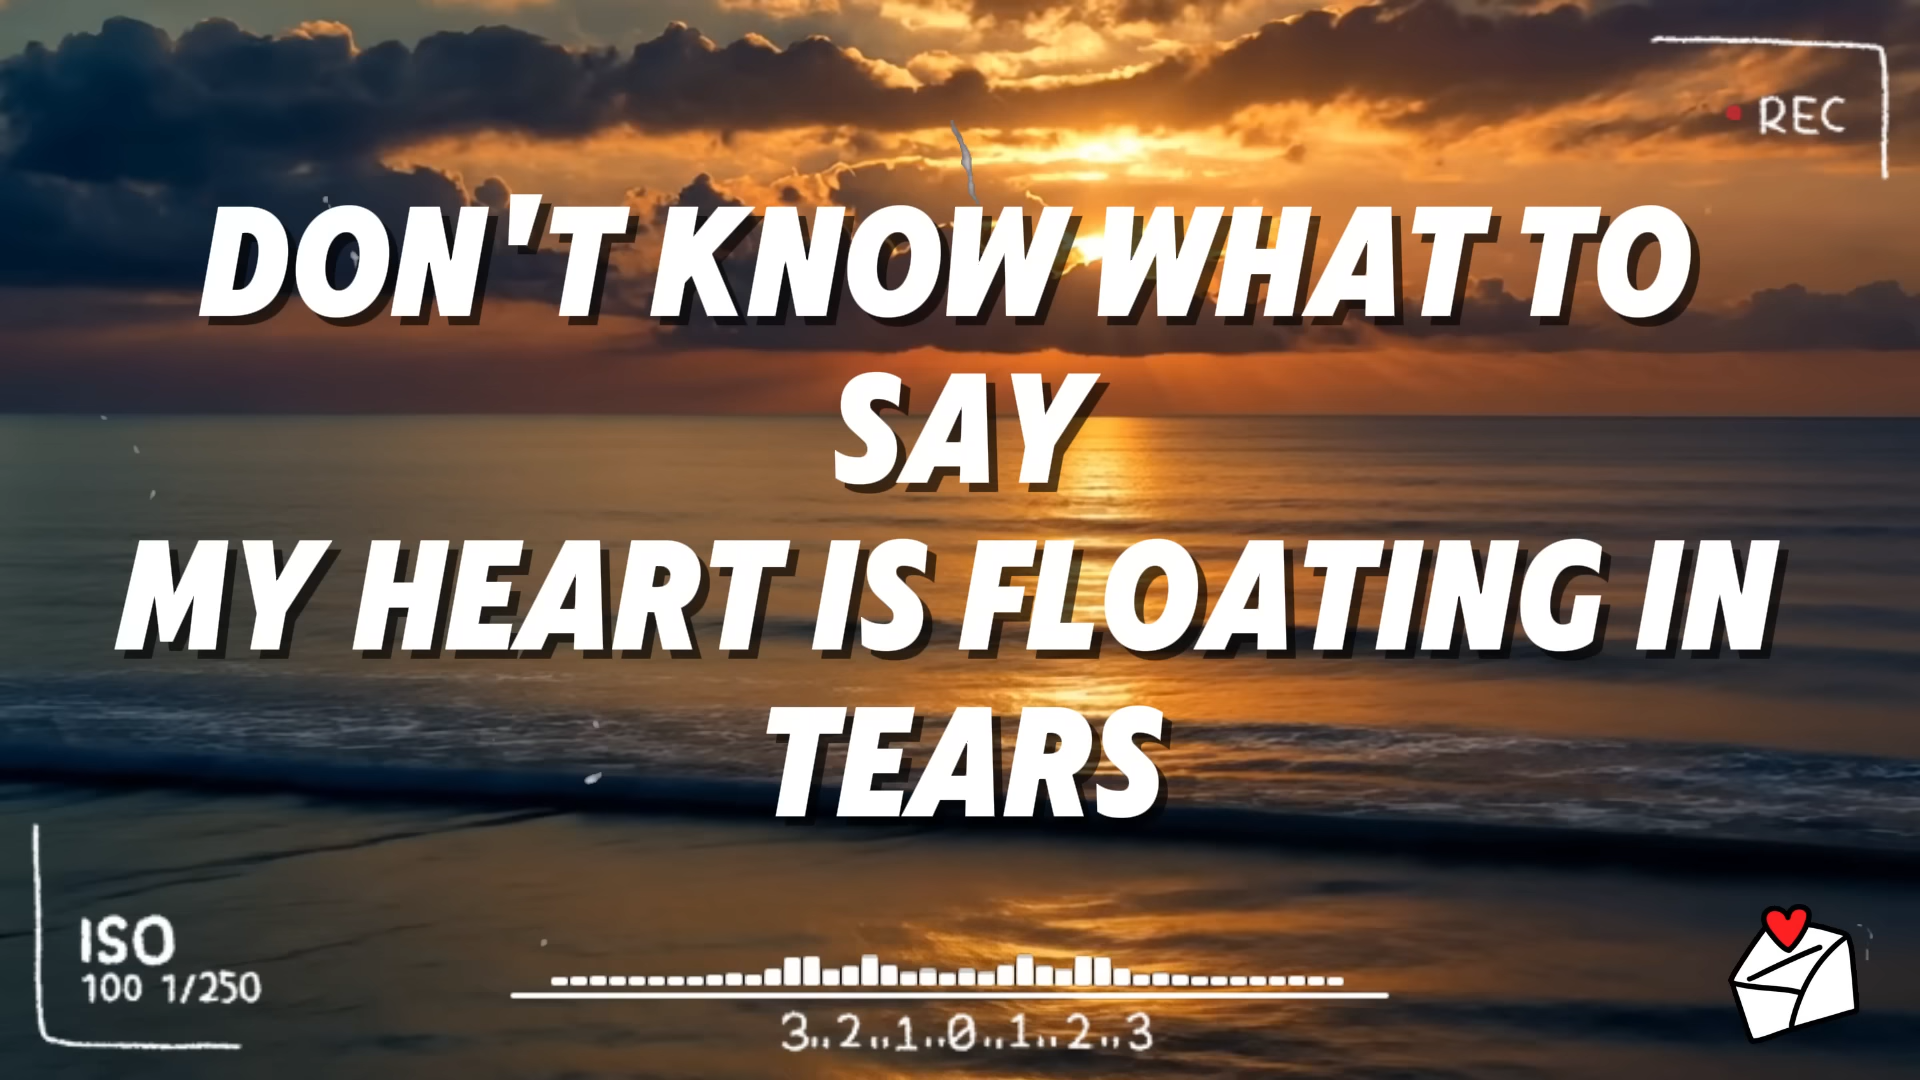 REC
DON'T KNOW WHAT TO
SAY
MY HEART IS FLOATING IN
TEARS
ISO
100 1/250
3..2..1..0..1..2..3